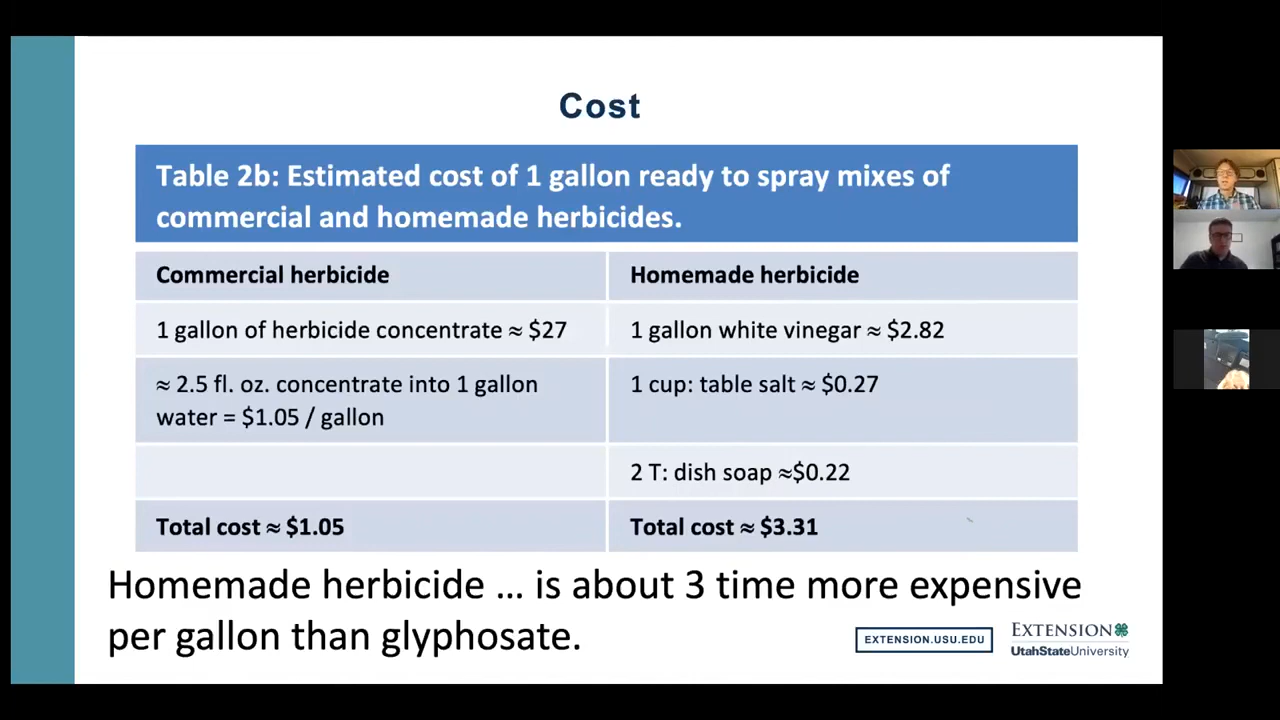 Cost
Table 2b: Estimated cost of 1 gallon ready to spray mixes of
commercial and homemade herbicides.
Commercial herbicide
Homemade herbicide
1 gallon of herbicide concentrate ≈ $27
1 gallon white vinegar ≈ $2.82
≈ 2.5 fl. oz. concentrate into 1 gallon
water = $1.05 / gallon
1 cup: table salt ≈ $0.27
2 T: dish soap ≈$0.22
Total cost ≈ $1.05
Total cost ≈ $3.31
Homemade herbicide ... is about 3 time more expensive
per gallon than glyphosate.
EXTENSION.USU.EDU
EXTENSION
UtahStateUniversity